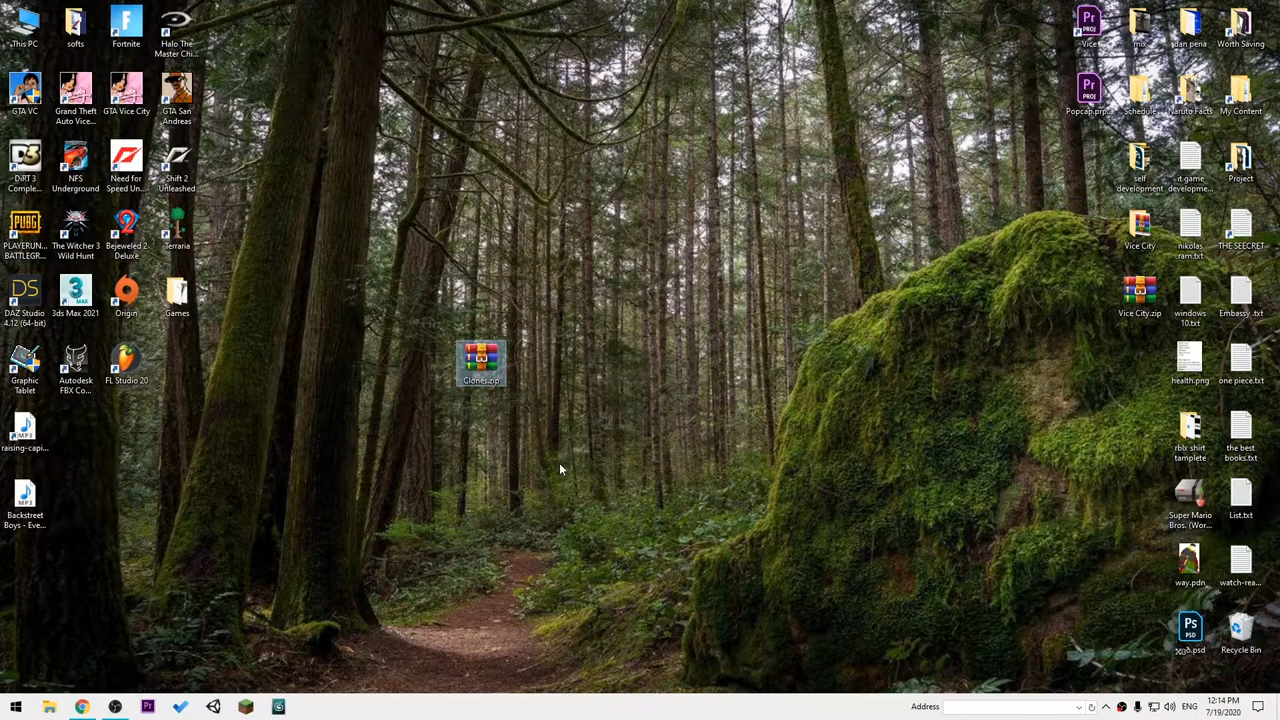 This PC
softs
Fortnite
Halo The
Master Chi...
GTA VC
Grand Theft
Auto Vice...
GTA Vice City
GTA San
Andreas
DiRT 3
Comple...
NFS
Underground
Need for
Speed Un...
Shift 2
Unleashed
PLAYERUN...
BATTLEGR...
The Witcher 3
Wild Hunt
Bejeweled 2
Deluxe
Terraria
DAZ Studio
4.12 (64-bit)
3ds Max 2021
Origin
Games
Graphic
Tablet
Autodesk
FBX Co...
FL Studio 20
raising-capi...
Backstreet
Boys - Eve...
Clones.zip
Vice
mix
dan pena
Worth Saving
Popcap.prp...
Schedule
Naruto Facts
My Content
self
development
it game
developme...
Project
Vice City
nikolas
ram.txt
THE SEECRET
Vice City.zip
windows
10.txt
Embassy .txt
health.png
one piece.txt
rblx shirt
tamplete
the best
books.txt
Super Mario
Bros. (Wor...
List.txt
way.pdn
watch-rea...
Recycle Bin
Address
ENG
12:14 PM
7/19/2020